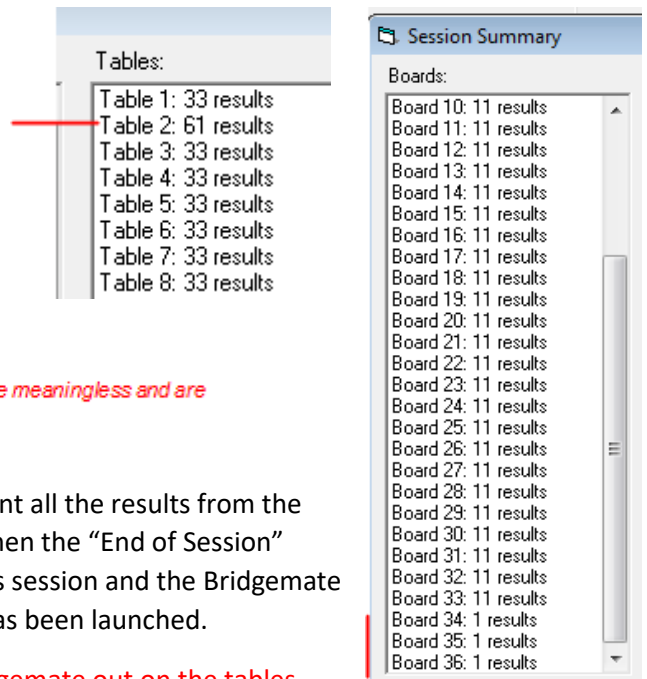 Tables:
Table 1: 33 results
Table 2: 61 results
Table 3: 33 results
Table 4: 33 results
Table 5: 33 results
Table 6: 33 results
Table 7: 33 results
Table 8: 33 results
meaningless and are
all the results from the
the “End of Session”
session and the Bridgemate
been launched.
out on the tables
Session Summary
Boards:
Board 10: 11 results
Board 11: 11 results
Board 12: 11 results
Board 13: 11 results
Board 14: 11 results
Board 15: 11 results
Board 16: 11 results
Board 17: 11 results
Board 18: 11 results
Board 19: 11 results
Board 20: 11 results
Board 21: 11 results
Board 22: 11 results
Board 23: 11 results
Board 24: 11 results
Board 25: 11 results
Board 26: 11 results
Board 27: 11 results
Board 28: 11 results
Board 29: 11 results
Board 30: 11 results
Board 31: 11 results
Board 32: 11 results
Board 33: 11 results
Board 34: 1 results
Board 35: 1 results
Board 36: 1 results